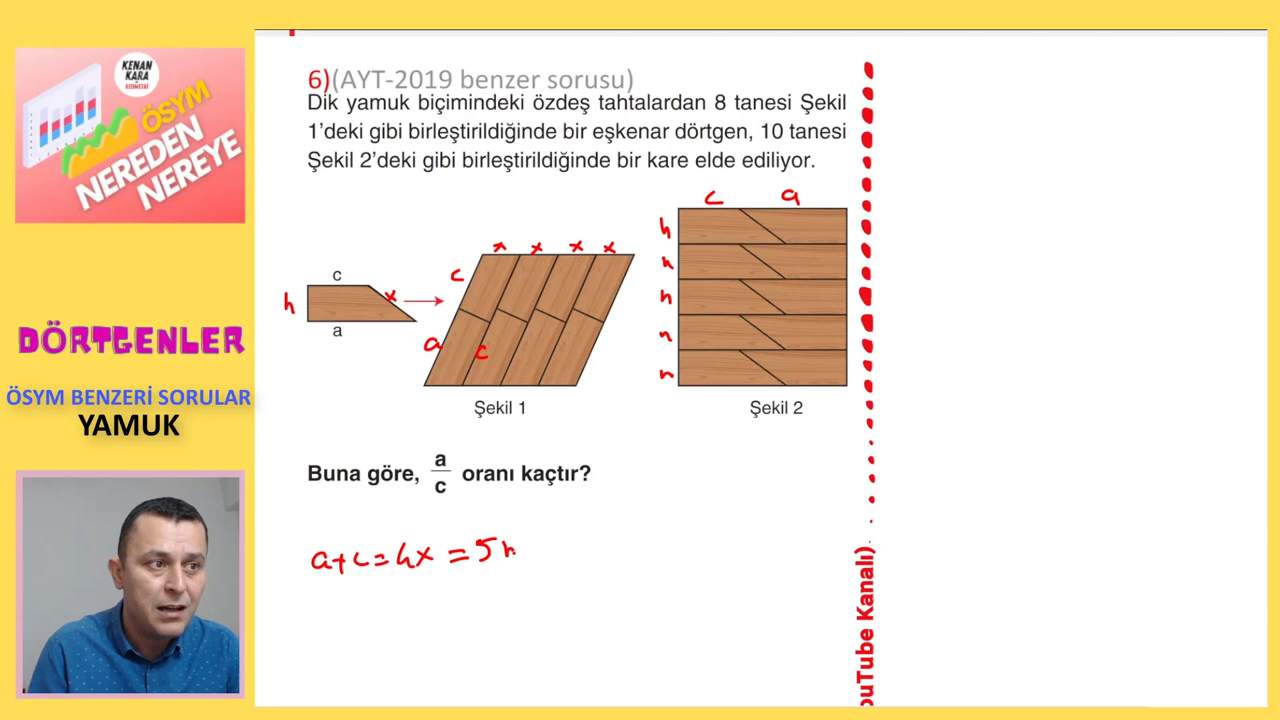 KENAN
KARA
ÖSYM
NEREDEN
NEREYE
DÖRTGENLER
ÖSYM BENZERİ SORULAR
YAMUK
6)(AYT-2019 benzer sorusu)
Dik yamuk biçimindeki özdeş tahtalardan 8 tanesi Şekil
1'deki gibi birleştirildiğinde bir eşkenar dörtgen, 10 tanesi
Şekil 2'deki gibi birleştirildiğinde bir kare elde ediliyor.
c
h
x
a
x x x x
c
a
c
Şekil 1
c a
h
h
h
h
h
Şekil 2
Buna göre, a/c oranı kaçtır?
a+c=4x=5h
ouTube Kanalı)